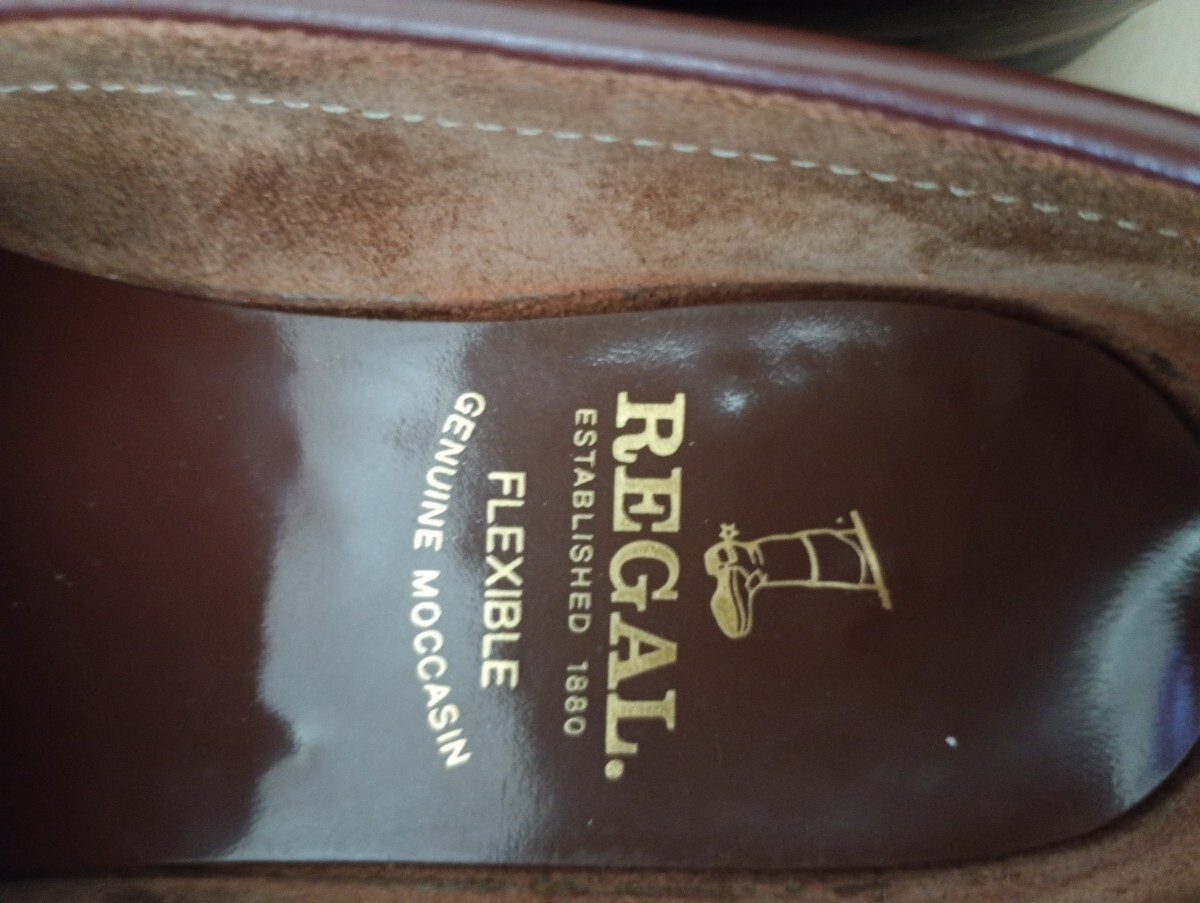 REGAL®
ESTABLISHED 1880
FLEXIBLE
GENUINE MOCCASIN